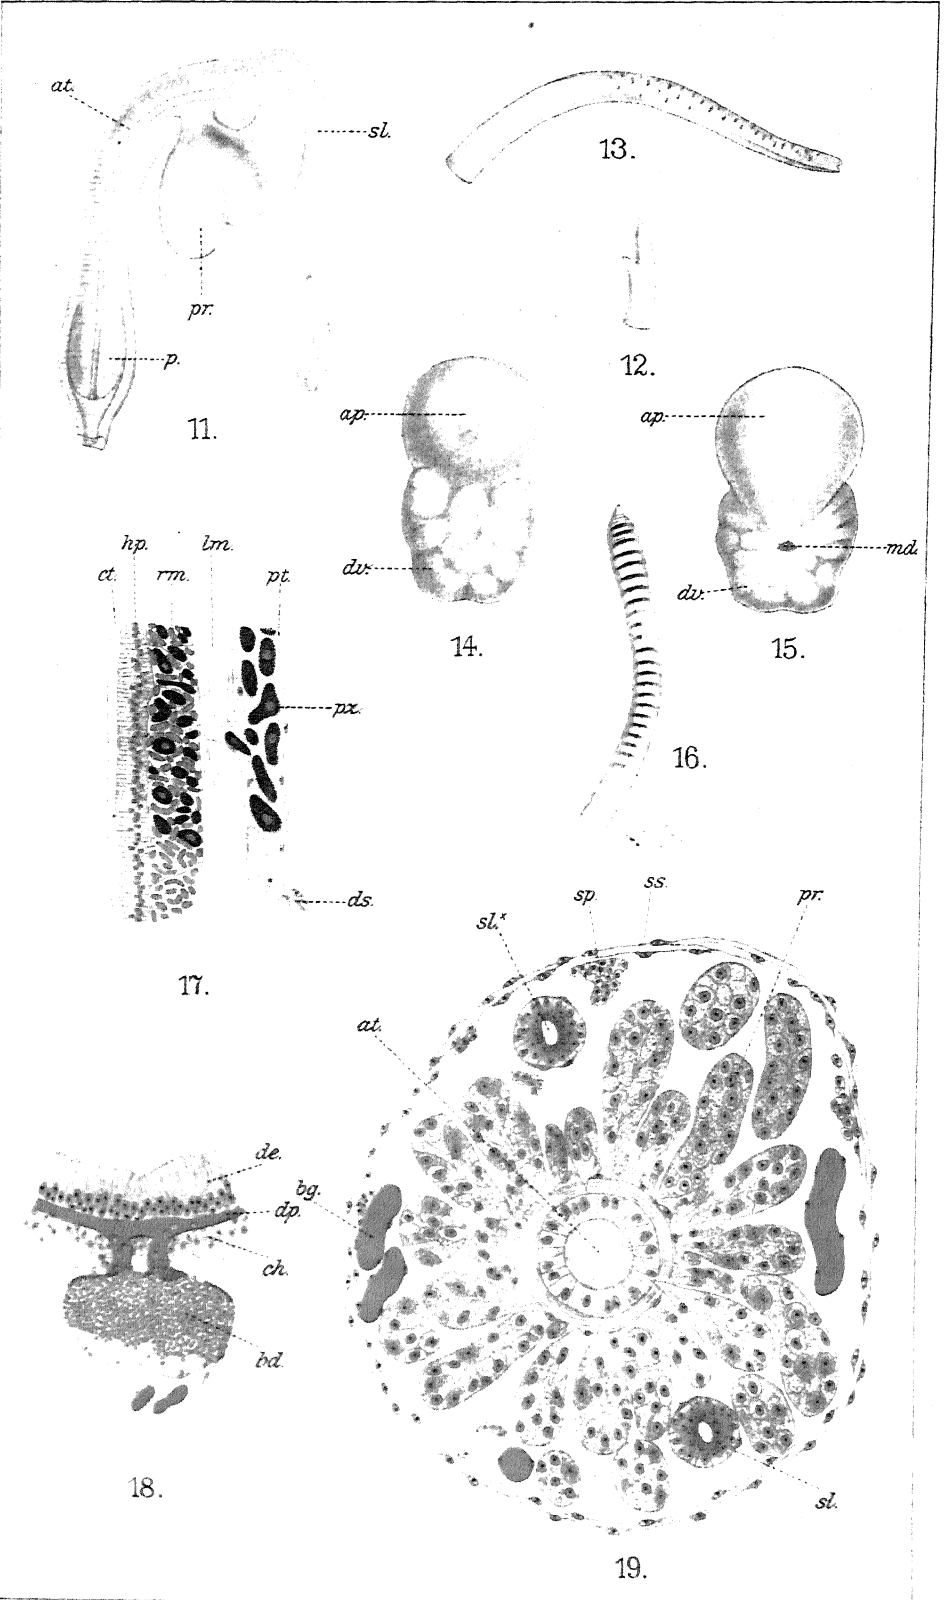 at.
sl.
13.
pr.
p.
12.
11.
ap.
ap.
md.
dv.
dv.
14.
15.
hp. lm.
ct. rm. pt.
px.
16.
ds.
17.
sp. ss. pr.
sl.x
at.
de.
bg.
dp.
ch.
bd.
18.
sl.
19.